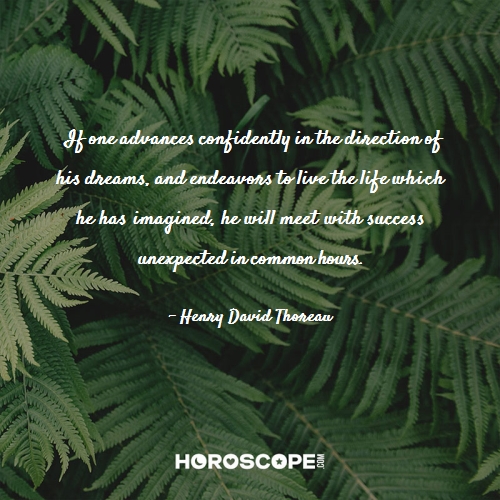 If one advances confidently in the direction of
his dreams, and endeavors to live the life which
he has imagined, he will meet with success
unexpected in common hours.
- Henry David Thoreau
HOROSCOPE.COM